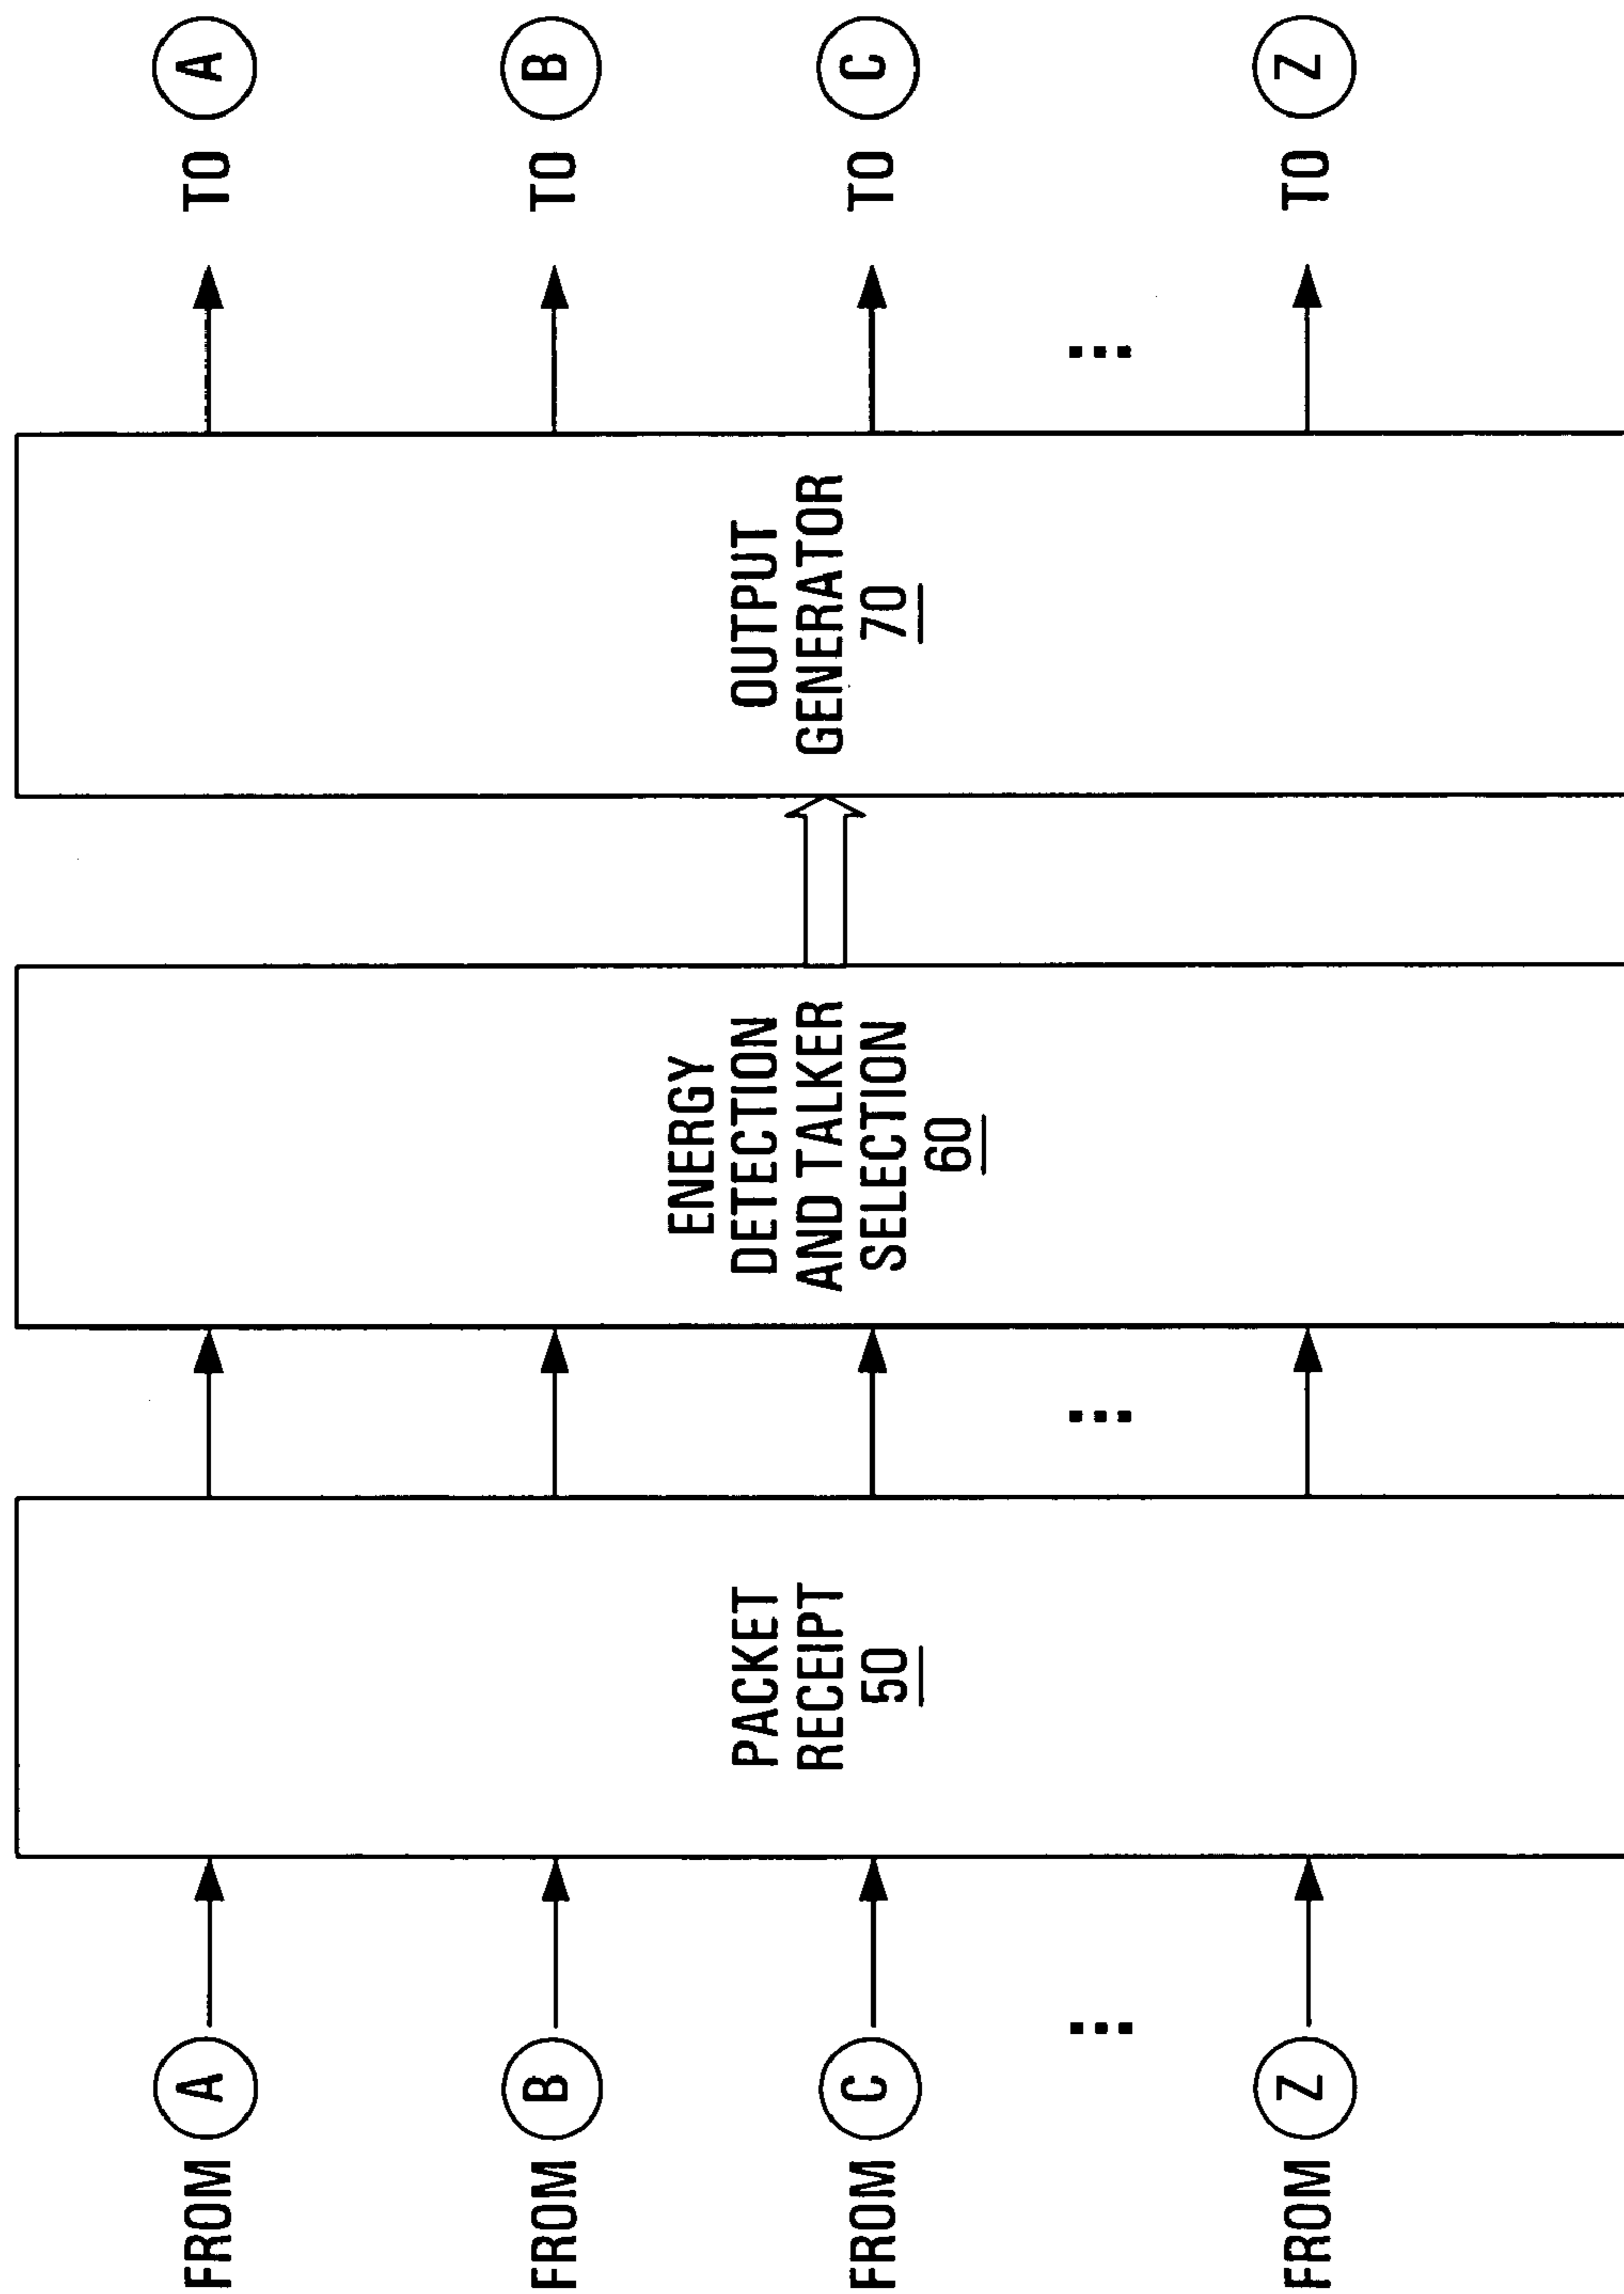 FROM A
FROM B
FROM C
...
FROM Z
PACKET
RECEIPT
50
...
ENERGY
DETECTION
AND TALKER
SELECTION
60
OUTPUT
GENERATOR
70
TO A
TO B
TO C
...
TO Z